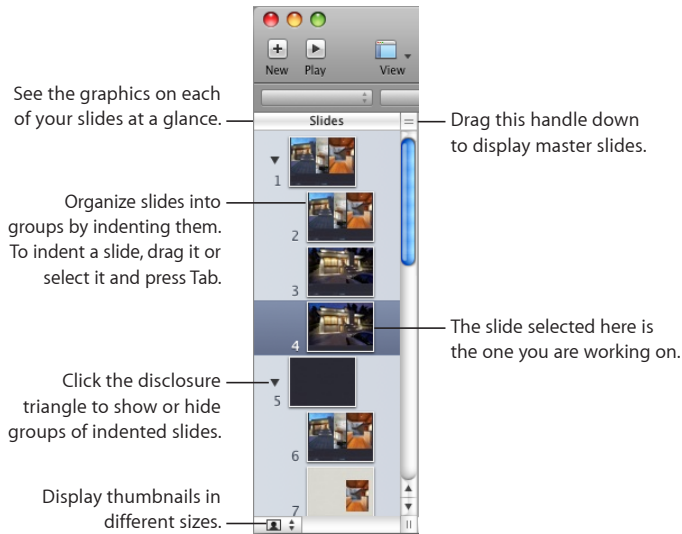 New Play View
See the graphics on each
of your slides at a glance.
Slides
Drag this handle down
to display master slides.
1
Organize slides into
groups by indenting them.
To indent a slide, drag it or
select it and press Tab.
2
3
4
The slide selected here is
the one you are working on.
Click the disclosure
triangle to show or hide
groups of indented slides.
5
6
7
Display thumbnails in
different sizes.